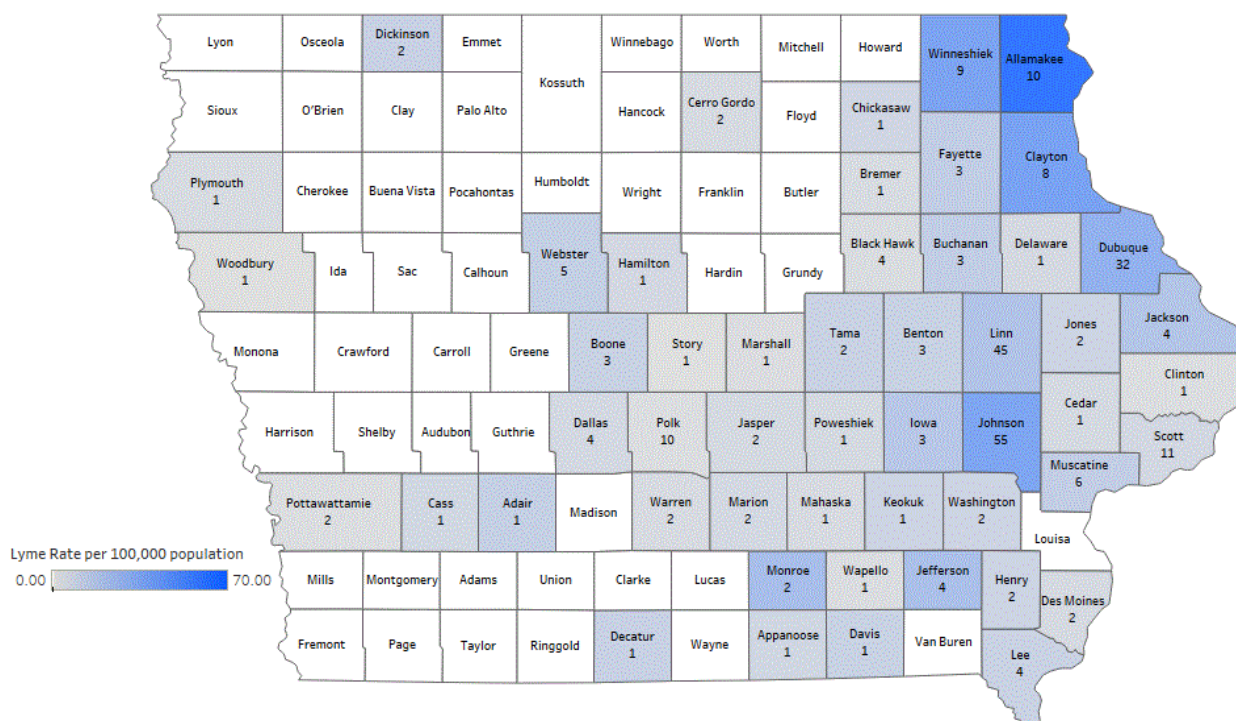 Lyon
Osceola
Dickinson
2
Emmet
Kossuth
Winnebago
Worth
Mitchell
Howard
Winneshiek
9
Allamakee
10
Sioux
O'Brien
Clay
Palo Alto
Hancock
Cerro Gordo
2
Floyd
Chickasaw
1
Fayette
3
Clayton
8
Plymouth
1
Cherokee
Buena Vista
Pocahontas
Humboldt
Wright
Franklin
Butler
Bremer
1
Woodbury
1
Ida
Sac
Calhoun
Webster
5
Hamilton
1
Hardin
Grundy
Black Hawk
4
Buchanan
3
Delaware
1
Dubuque
32
Monona
Crawford
Carroll
Greene
Boone
3
Story
1
Marshall
1
Tama
2
Benton
3
Linn
45
Jones
2
Jackson
4
Clinton
1
Harrison
Shelby
Audubon
Guthrie
Dallas
4
Polk
10
Jasper
2
Poweshiek
1
Iowa
3
Johnson
55
Cedar
1
Scott
11
Muscatine
6
Pottawattamie
2
Cass
1
Adair
1
Madison
Warren
2
Marion
2
Mahaska
1
Keokuk
1
Washington
2
Louisa
Lyme Rate per 100,000 population
0.00
70.00
Mills
Montgomery
Adams
Union
Clarke
Lucas
Monroe
2
Wapello
1
Jefferson
4
Henry
2
Des Moines
2
Fremont
Page
Taylor
Ringgold
Decatur
1
Wayne
Appanoose
1
Davis
1
Van Buren
Lee
4